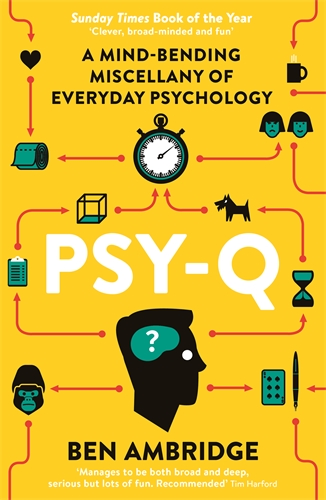 Sunday Times Book of the Year
‘Clever, broad-minded and fun’
A MIND-BENDING
MISCELLANY OF
EVERYDAY PSYCHOLOGY
PSY-Q
?
BEN AMBRIDGE
‘Manages to be both broad and deep,
serious but lots of fun. Recommended’ Tim Harford